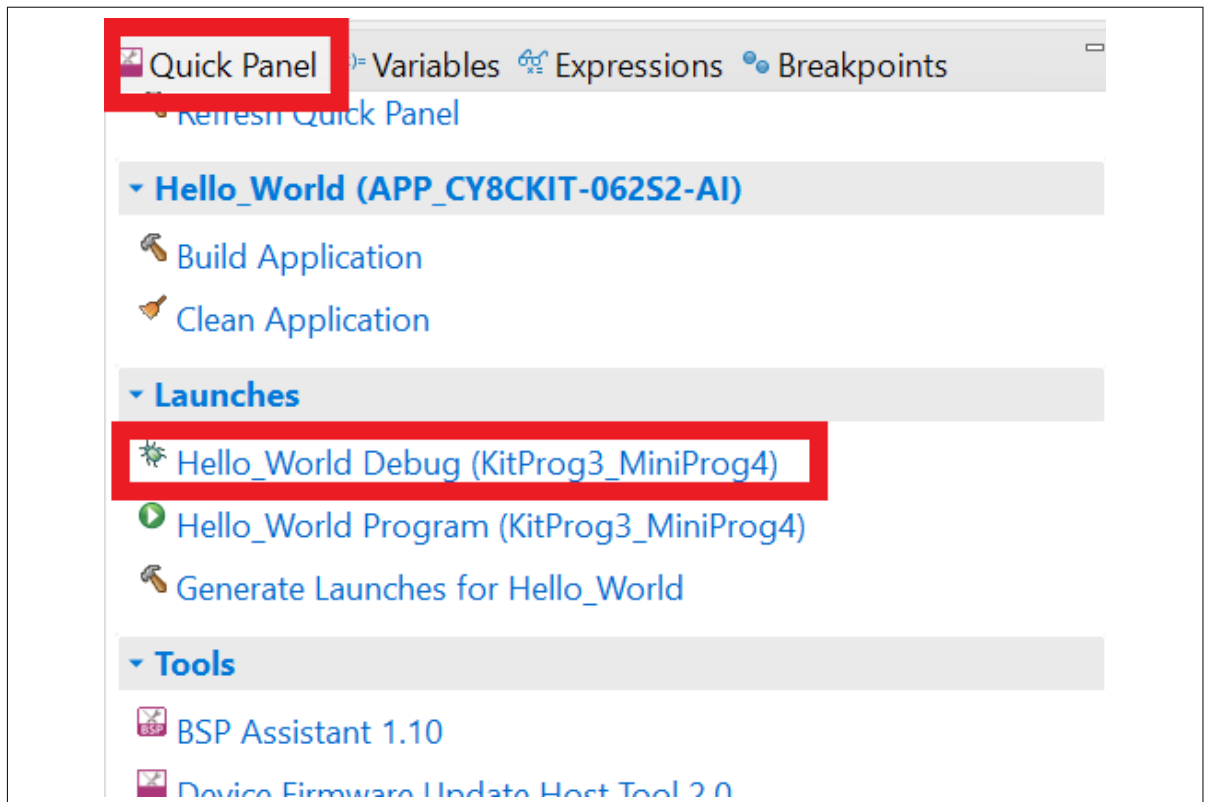 Quick Panel (x)= Variables Expressions Breakpoints
Refresh Quick Panel
Hello_World (APP_CY8CKIT-062S2-AI)
Build Application
Clean Application
Launches
Hello_World Debug (KitProg3_MiniProg4)
Hello_World Program (KitProg3_MiniProg4)
Generate Launches for Hello_World
Tools
BSP BSP Assistant 1.10
Device Firmware Update Host Tool 2.0